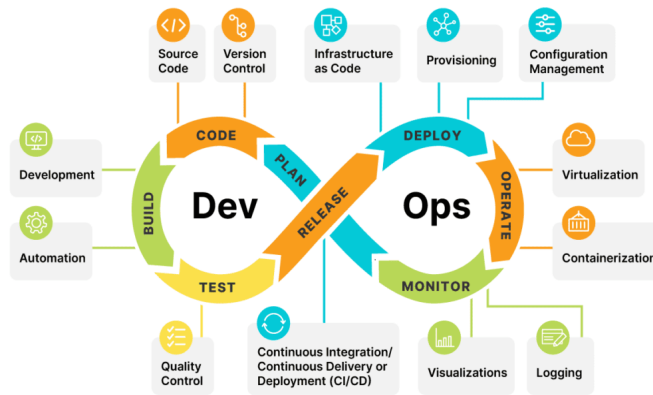 Source
Code
Version
Control
Infrastructure
as Code
Provisioning
Configuration
Management
CODE
PLAN
DEPLOY
Development
Virtualization
BUILD
Dev
RELEASE
Ops
OPERATE
Automation
Containerization
TEST
MONITOR
Quality
Control
Continuous Integration/
Continuous Delivery or
Deployment (CI/CD)
Visualizations
Logging